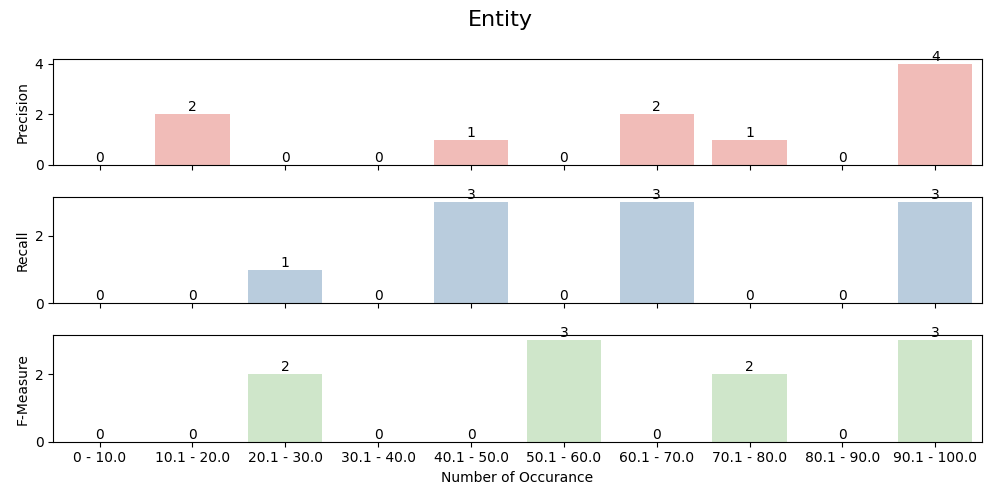 Entity
Precision
4
2
0
0 2 0 0 1 0 2 1 0 4
Recall
2
0
0 0 1 0 3 0 3 0 0 3
F-Measure
2
0
0 0 2 0 0 3 0 2 0 3
0 - 10.0 10.1 - 20.0 20.1 - 30.0 30.1 - 40.0 40.1 - 50.0 50.1 - 60.0 60.1 - 70.0 70.1 - 80.0 80.1 - 90.0 90.1 - 100.0
Number of Occurance